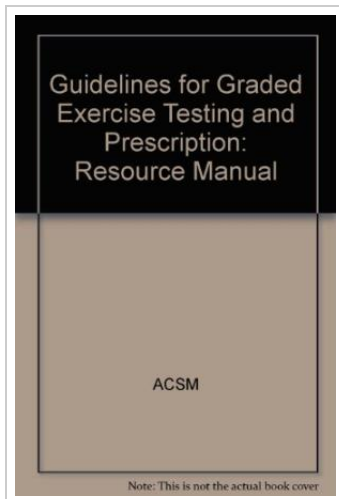 Guidelines for Graded
Exercise Testing and
Prescription:
Resource Manual
ACSM
Note: This is not the actual book cover